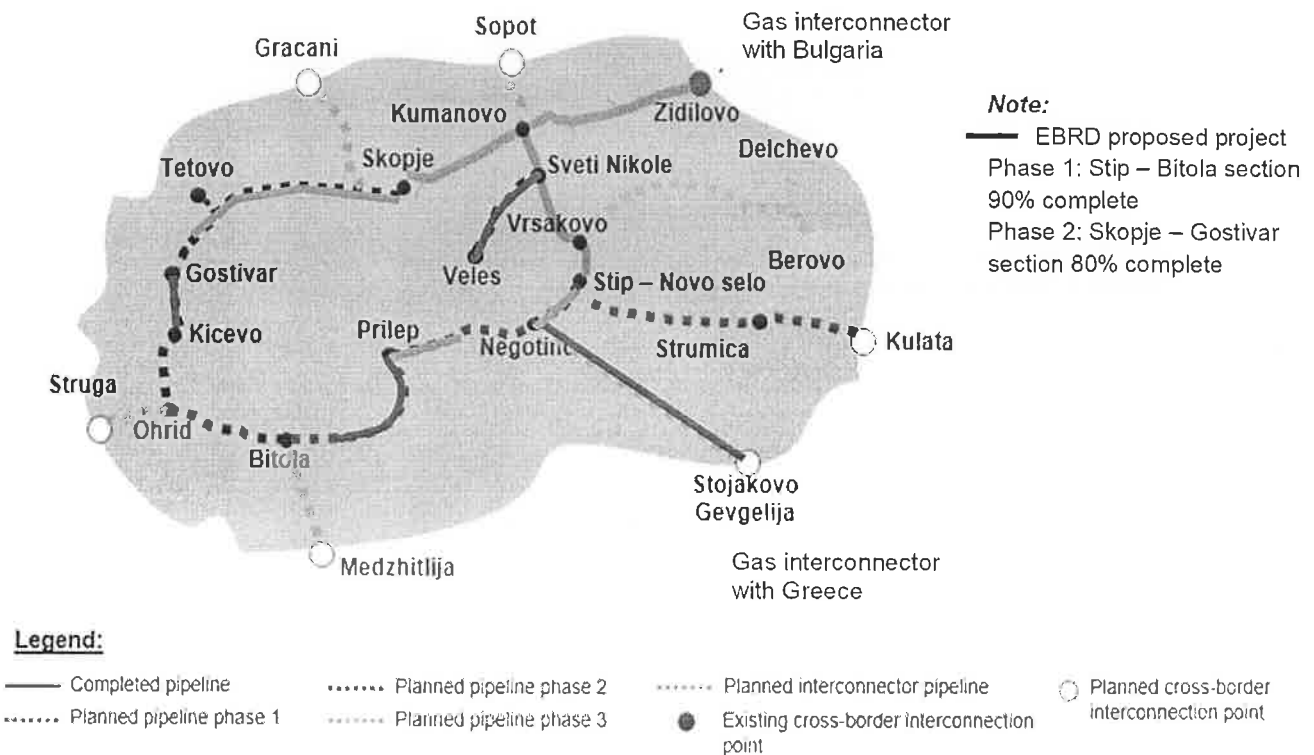 Sopot
Gracani
Gas interconnector
with Bulgaria
Kumanovo
Zidilovo
Note:
EBRD proposed project
Phase 1: Stip – Bitola section
90% complete
Phase 2: Skopje – Gostivar
section 80% complete
Tetovo
Skopje
Sveti Nikole
Delchevo
Vrsakovo
Veles
Gostivar
Stip – Novo selo
Berovo
Kicevo
Prilep
Negotino
Strumica
Kulata
Struga
Ohrid
Bitola
Stojakovo
Gevgelija
Medzhitlija
Gas interconnector
with Greece
Legend:
Completed pipeline
Planned pipeline phase 2
Planned interconnector pipeline
Planned cross-border
interconnection point
Planned pipeline phase 1
Planned pipeline phase 3
Existing cross-border interconnection
point